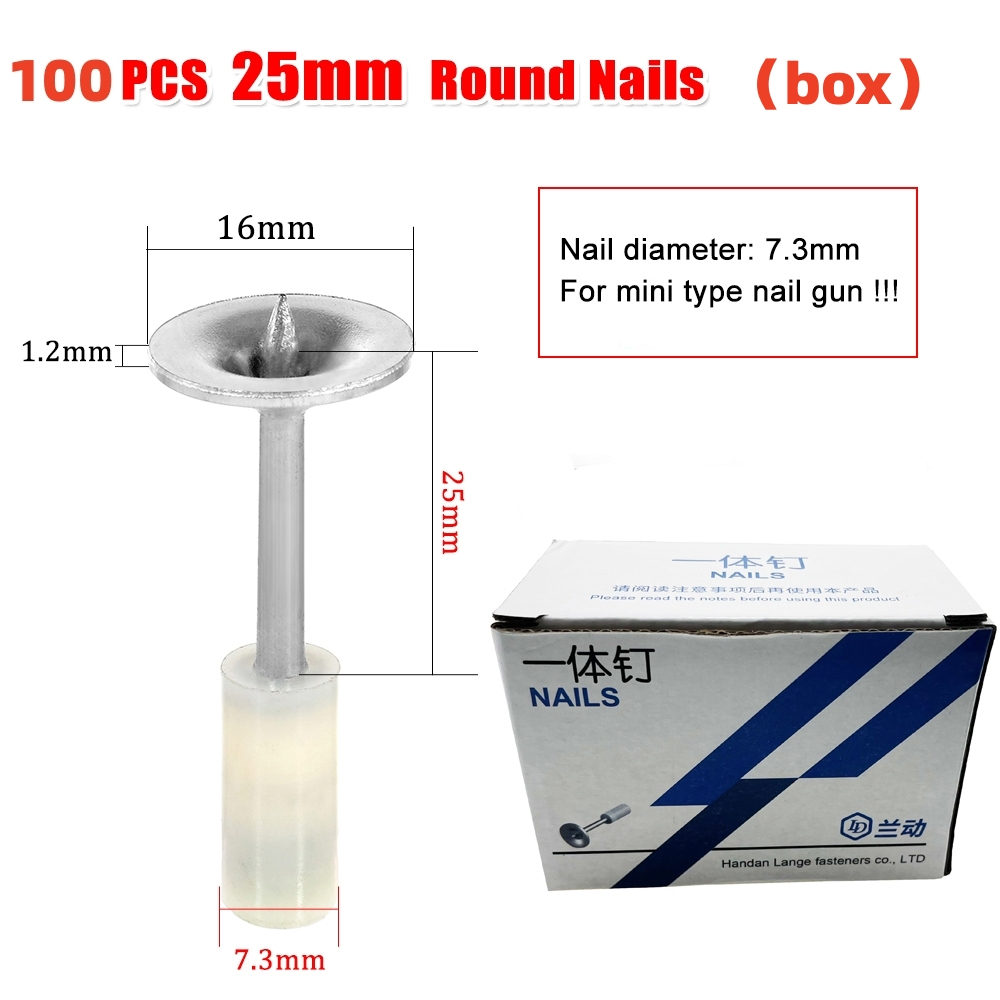 100 PCS 25mm Round Nails （box）
16mm
Nail diameter: 7.3mm
For mini type nail gun !!!
1.2mm
25mm
一体钉
NAILS
请阅读注意事项后再使用本产品
Please read the notes before using this product
一体钉
NAILS
LD 兰动
Handan Lange fasteners co., LTD
7.3mm